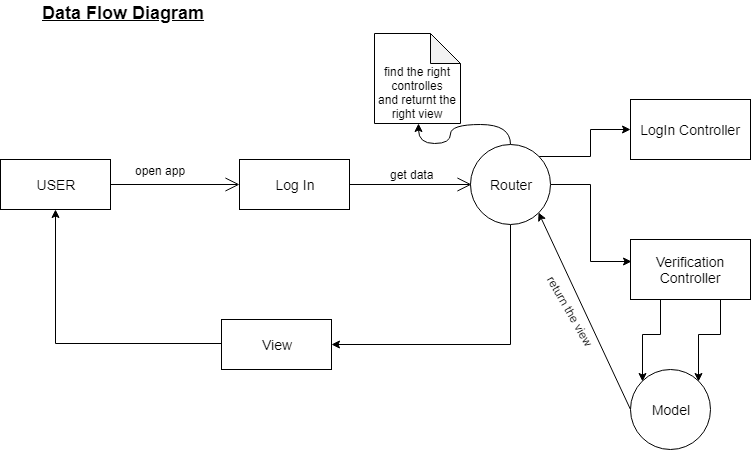 Data Flow Diagram
find the right
controlles
and returnt the
right view
LogIn Controller
USER
open app
Log In
get data
Router
Verification
Controller
return the view
View
Model